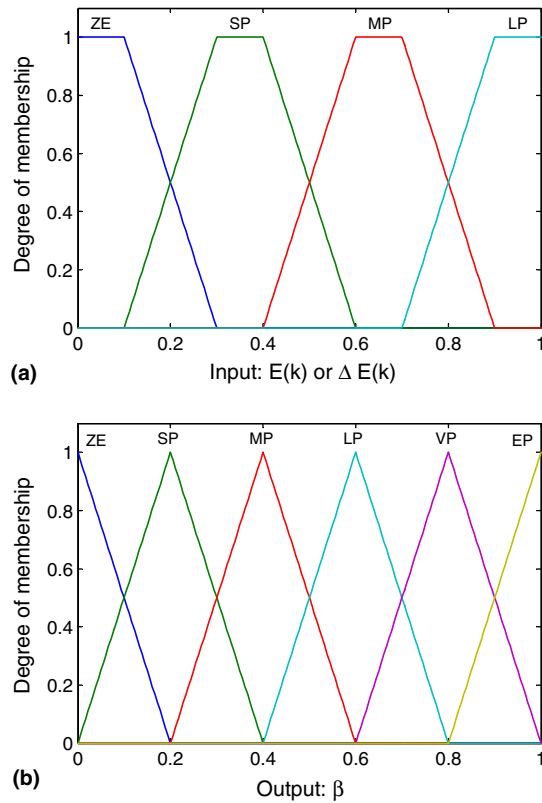 ZE SP MP LP
1
0.8
0.6
0.4
0.2
0
Degree of membership
0 0.2 0.4 0.6 0.8 1
(a) Input: E(k) or Δ E(k)
ZE SP MP LP VP EP
1
0.8
0.6
0.4
0.2
0
Degree of membership
0 0.2 0.4 0.6 0.8 1
(b) Output: β